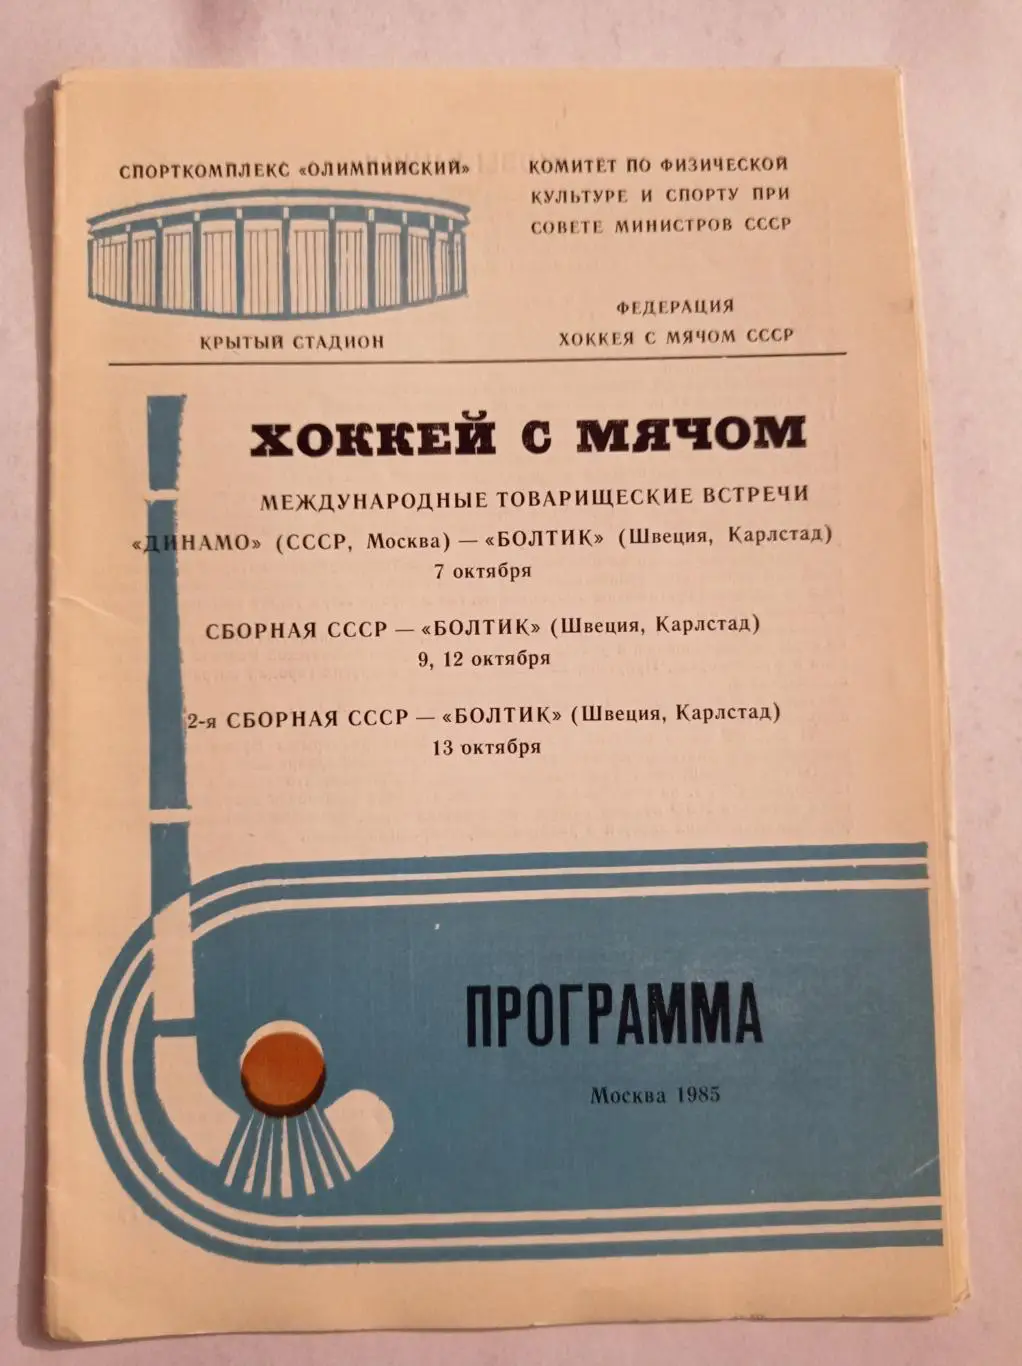 СПОРТКОМПЛЕКС «ОЛИМПИЙСКИЙ»
КРЫТЫЙ СТАДИОН
КОМИТЕТ ПО ФИЗИЧЕСКОЙ
КУЛЬТУРЕ И СПОРТУ ПРИ
СОВЕТЕ МИНИСТРОВ СССР
ФЕДЕРАЦИЯ
ХОККЕЯ С МЯЧОМ СССР
ХОККЕЙ С МЯЧОМ
МЕЖДУНАРОДНЫЕ ТОВАРИЩЕСКИЕ ВСТРЕЧИ
«ДИНАМО» (СССР, Москва) — «БОЛТИК» (Швеция, Карлстад)
7 октября
СБОРНАЯ СССР — «БОЛТИК» (Швеция, Карлстад)
9, 12 октября
2-я СБОРНАЯ СССР — «БОЛТИК» (Швеция, Карлстад)
13 октября
ПРОГРАММА
Москва 1985